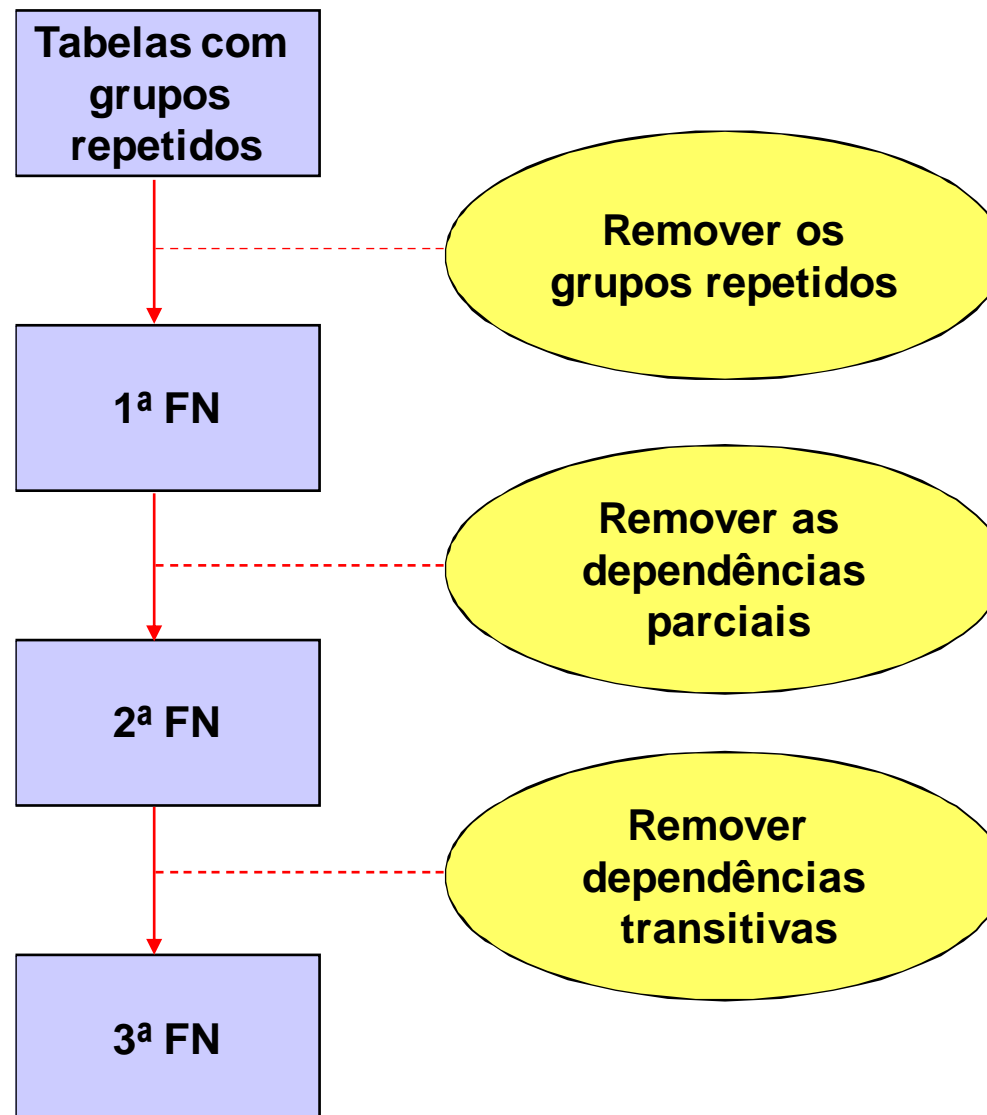 Tabelas com
grupos
repetidos
Remover os
grupos repetidos
1ª FN
Remover as
dependências
parciais
2ª FN
Remover
dependências
transitivas
3ª FN